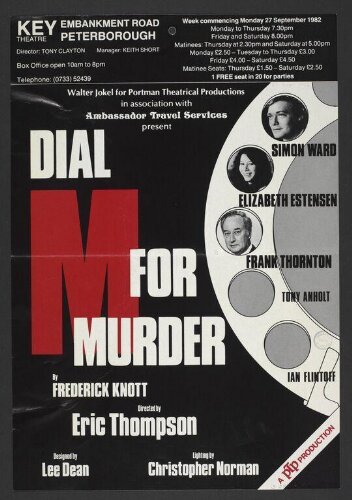 KEY THEATRE
EMBANKMENT ROAD
PETERBOROUGH
Director: TONY CLAYTON Manager: KEITH SHORT
Box Office open 10am to 8pm
Telephone: (0733) 52439
Week commencing Monday 27 September 1982
Monday to Thursday 7.30pm
Friday and Saturday 8.00pm
Matinees: Thursday at 2.30pm and Saturday at 5.00pm
Monday £2.50 – Tuesday to Thursday £3.00
Friday £4.00 – Saturday £4.50
Matinee Seats: Thursday £1.50 – Saturday £2.50
1 FREE seat in 20 for parties
Walter Jokel for Portman Theatrical Productions
in association with
Ambassador Travel Services
present
DIAL
M FOR
MURDER
SIMON WARD
ELIZABETH ESTENSEN
FRANK THORNTON
TONY ANHOLT
IAN FLINTOFF
By
FREDERICK KNOTT
Directed by
Eric Thompson
Designed by
Lee Dean
Lighting by
Christopher Norman
A PTP PRODUCTION